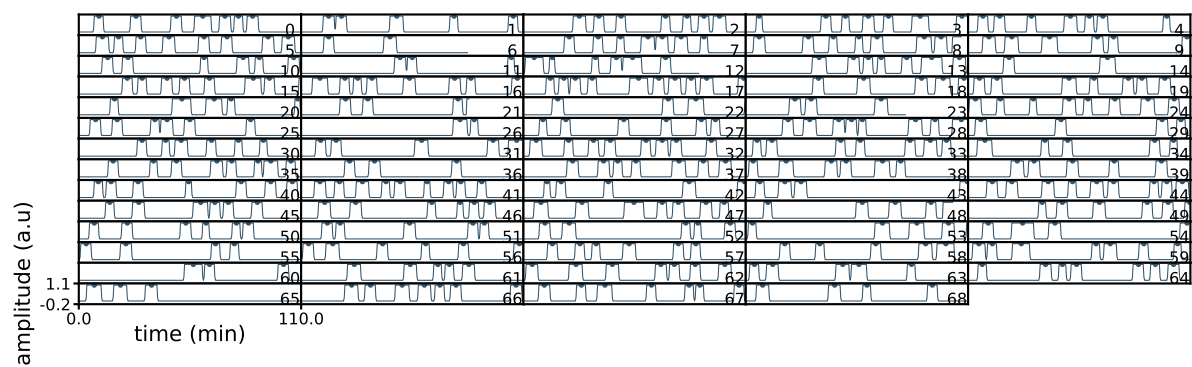 0 1 2 3 4
5 6 7 8 9
10 11 12 13 14
15 16 17 18 19
20 21 22 23 24
25 26 27 28 29
30 31 32 33 34
35 36 37 38 39
40 41 42 43 44
45 46 47 48 49
50 51 52 53 54
55 56 57 58 59
60 61 62 63 64
65 66 67 68
1.1
-0.2
0.0 110.0
time (min)
amplitude (a.u)